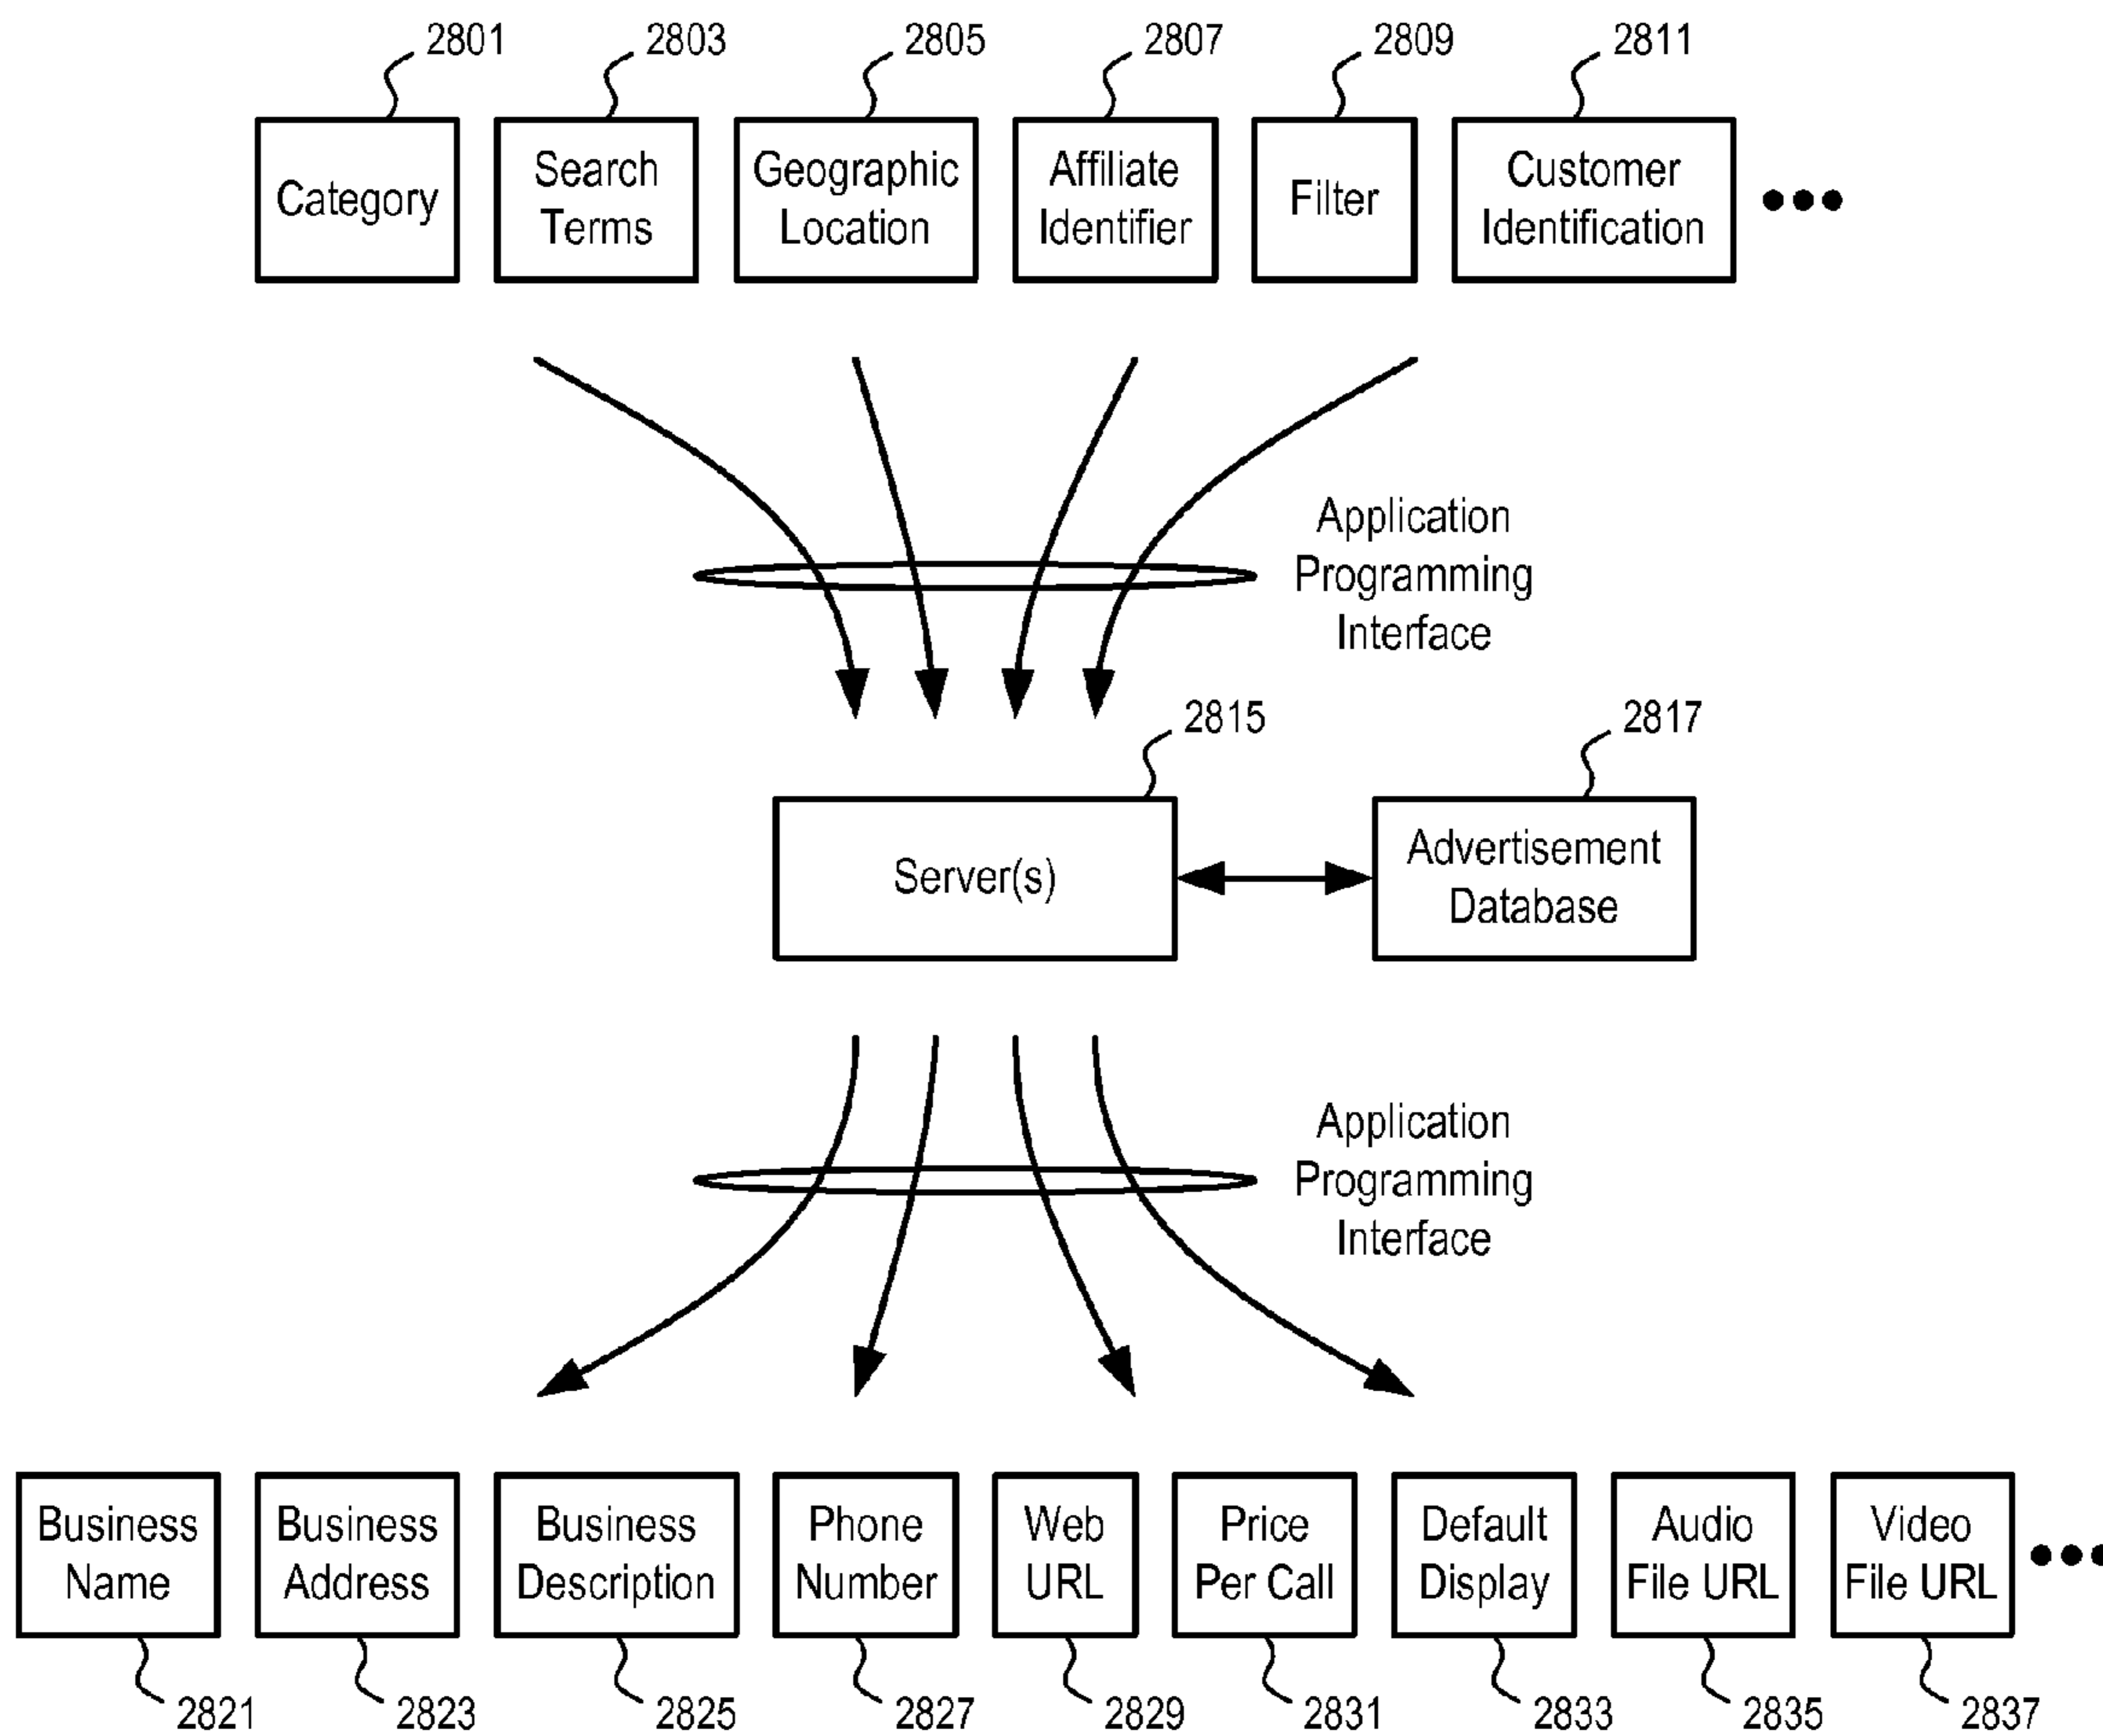 2801
2803
2805
2807
2809
2811
Category
Search
Terms
Geographic
Location
Affiliate
Identifier
Filter
Customer
Identification
Application
Programming
Interface
2815
2817
Server(s)
Advertisement
Database
Application
Programming
Interface
Business
Name
Business
Address
Business
Description
Phone
Number
Web
URL
Price
Per Call
Default
Display
Audio
File URL
Video
File URL
2821
2823
2825
2827
2829
2831
2833
2835
2837